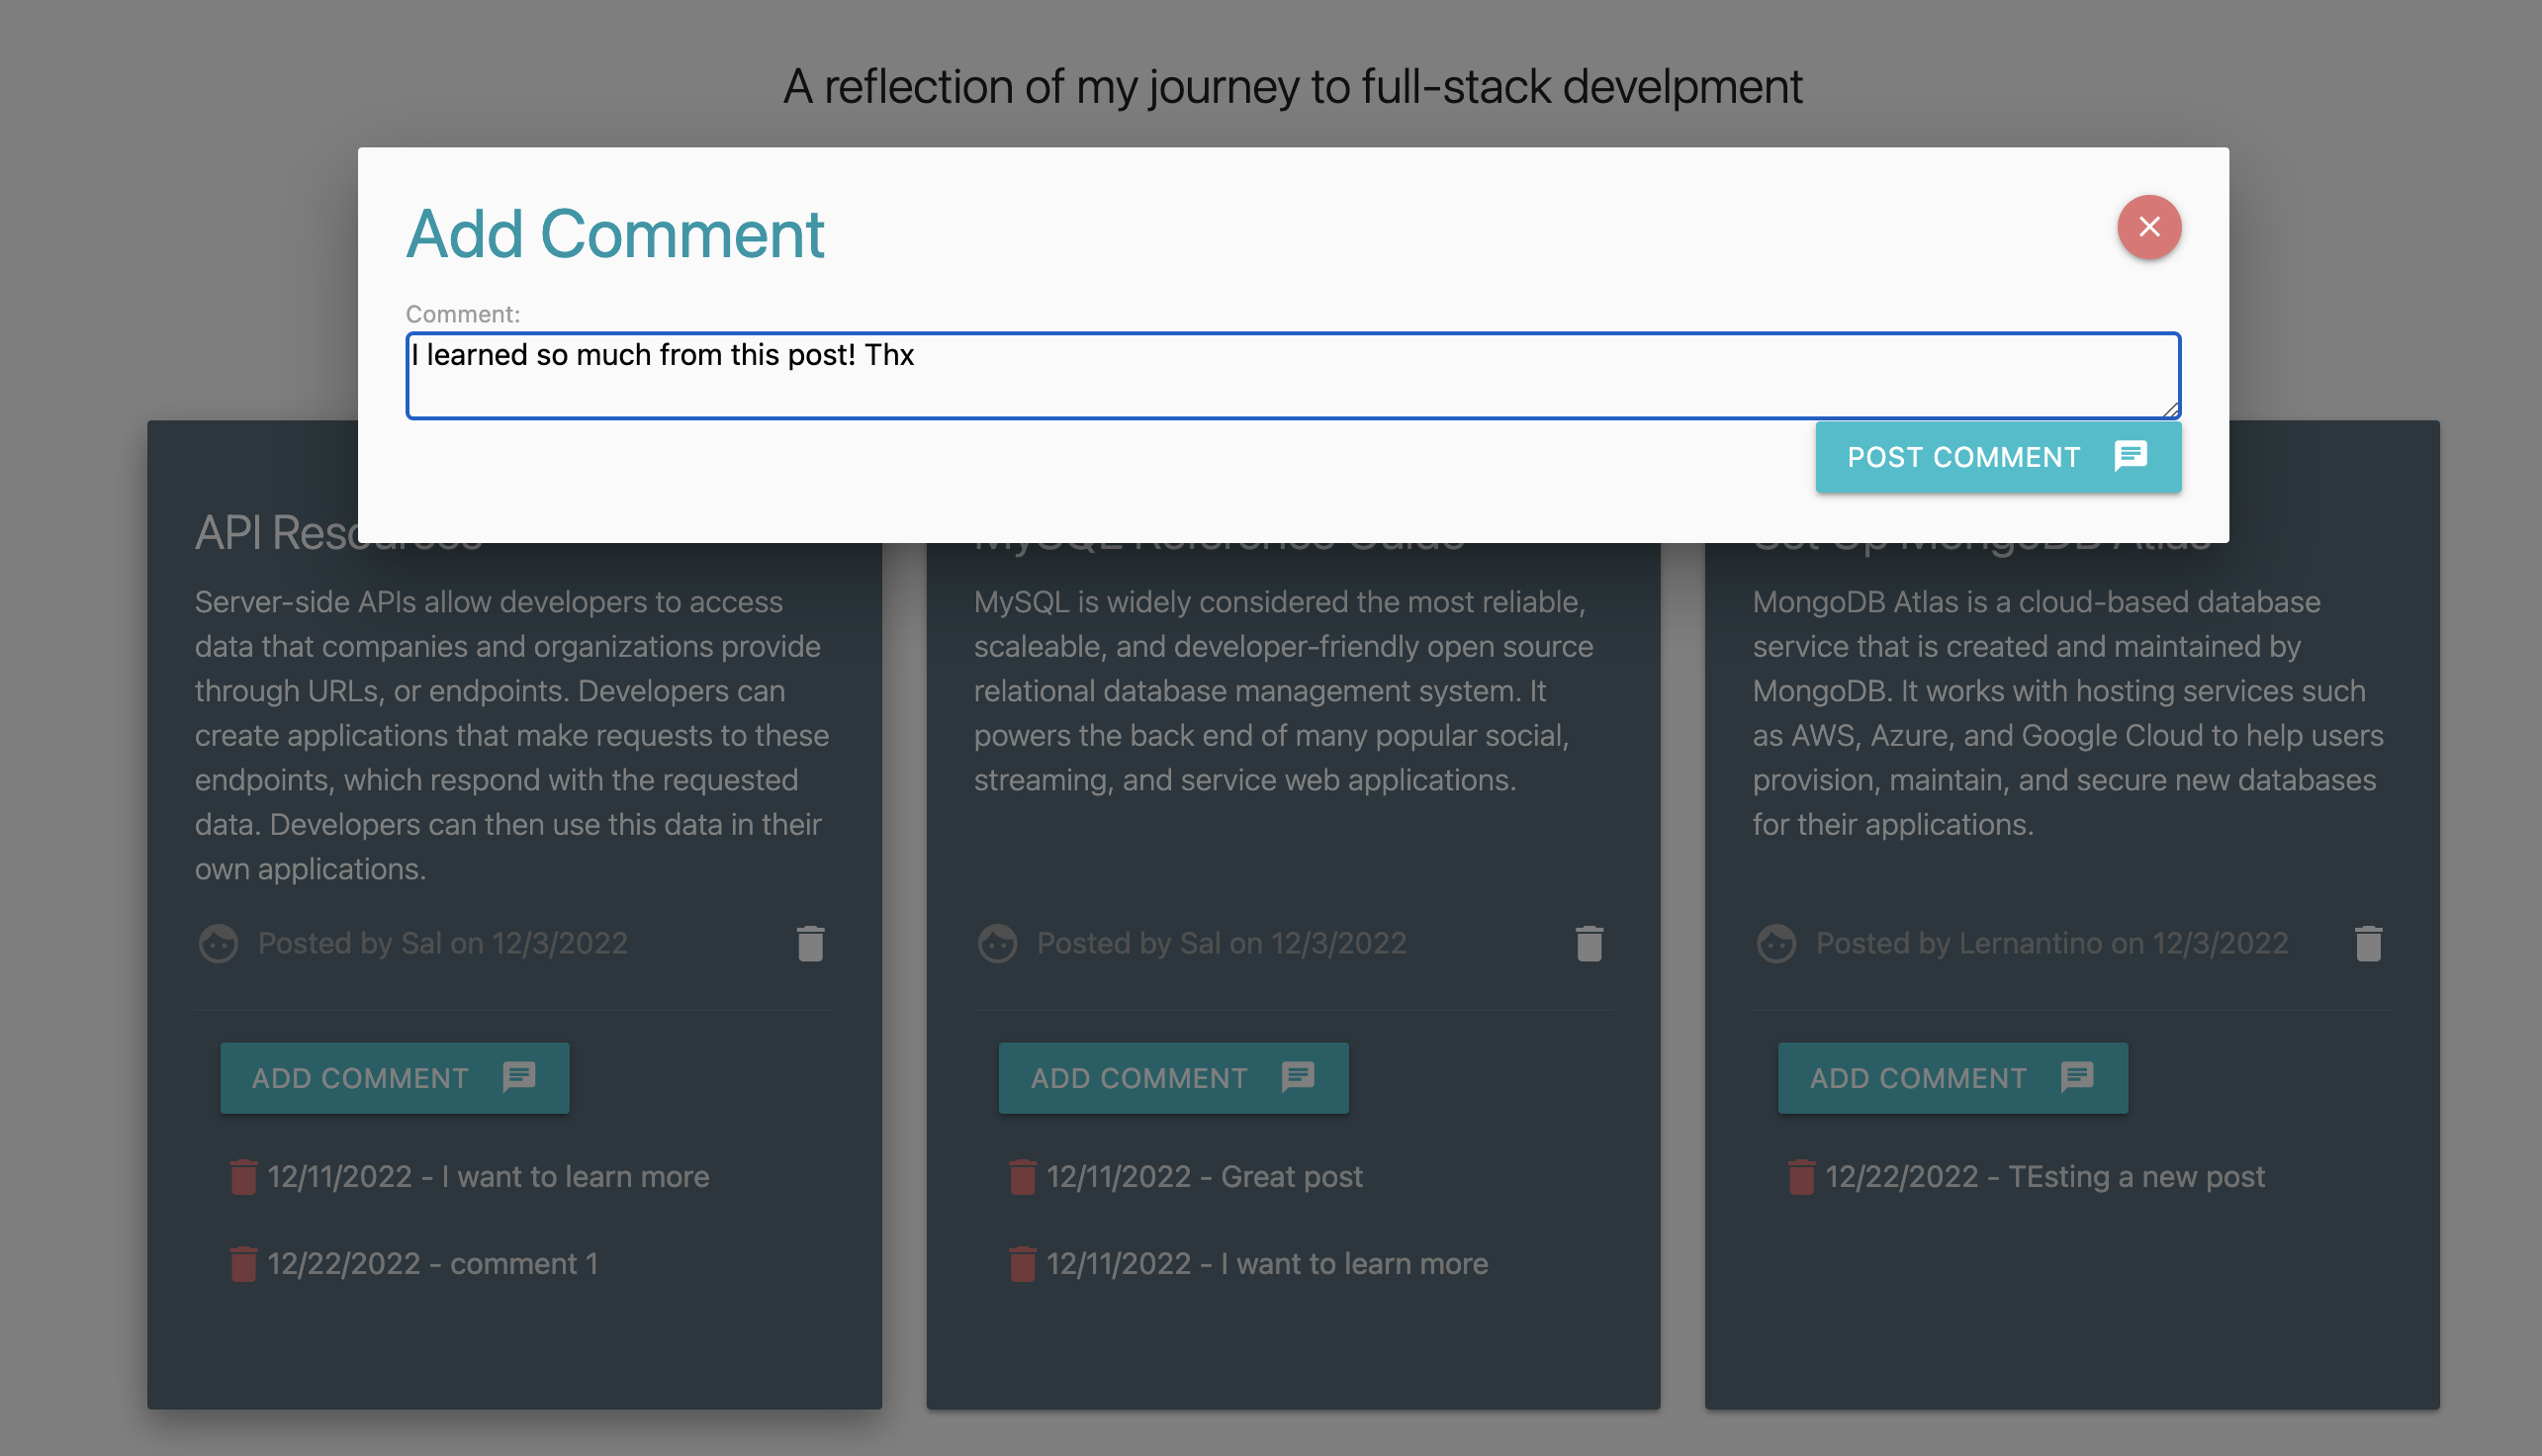 A reflection of my journey to full-stack develpment
Add Comment
Comment:
I learned so much from this post! Thx
POST COMMENT
API Resources
Server-side APIs allow developers to access
data that companies and organizations provide
through URLs, or endpoints. Developers can
create applications that make requests to these
endpoints, which respond with the requested
data. Developers can then use this data in their
own applications.
Posted by Sal on 12/3/2022
ADD COMMENT
12/11/2022 - I want to learn more
12/22/2022 - comment 1
MySQL Reference Guide
MySQL is widely considered the most reliable,
scaleable, and developer-friendly open source
relational database management system. It
powers the back end of many popular social,
streaming, and service web applications.
Posted by Sal on 12/3/2022
ADD COMMENT
12/11/2022 - Great post
12/11/2022 - I want to learn more
Set Up MongoDB Atlas
MongoDB Atlas is a cloud-based database
service that is created and maintained by
MongoDB. It works with hosting services such
as AWS, Azure, and Google Cloud to help users
provision, maintain, and secure new databases
for their applications.
Posted by Lernantino on 12/3/2022
ADD COMMENT
12/22/2022 - TEsting a new post